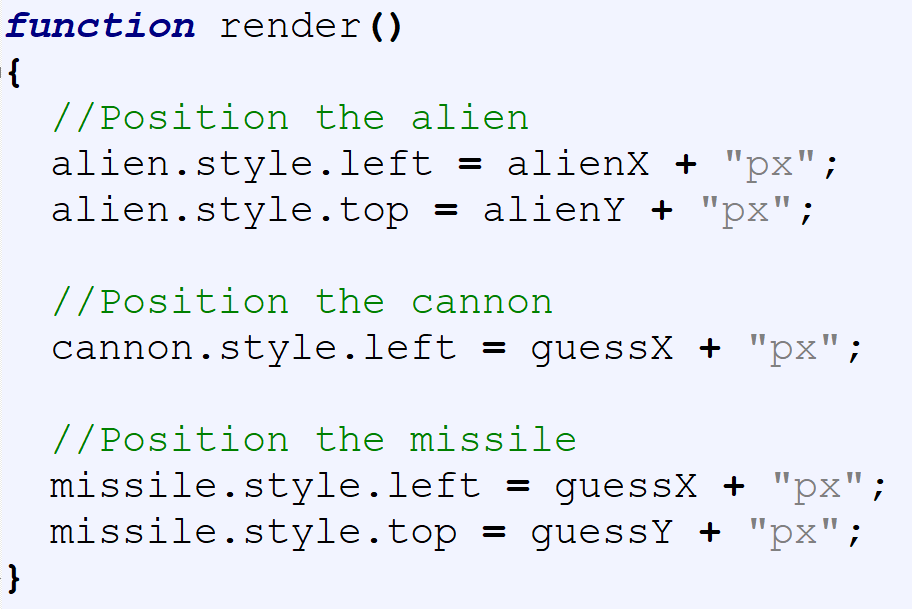 function render()
{
//Position the alien
alien.style.left = alienX + "px";
alien.style.top = alienY + "px";
//Position the cannon
cannon.style.left = guessX + "px";
//Position the missile
missile.style.left = guessX + "px";
missile.style.top = guessY + "px";
}